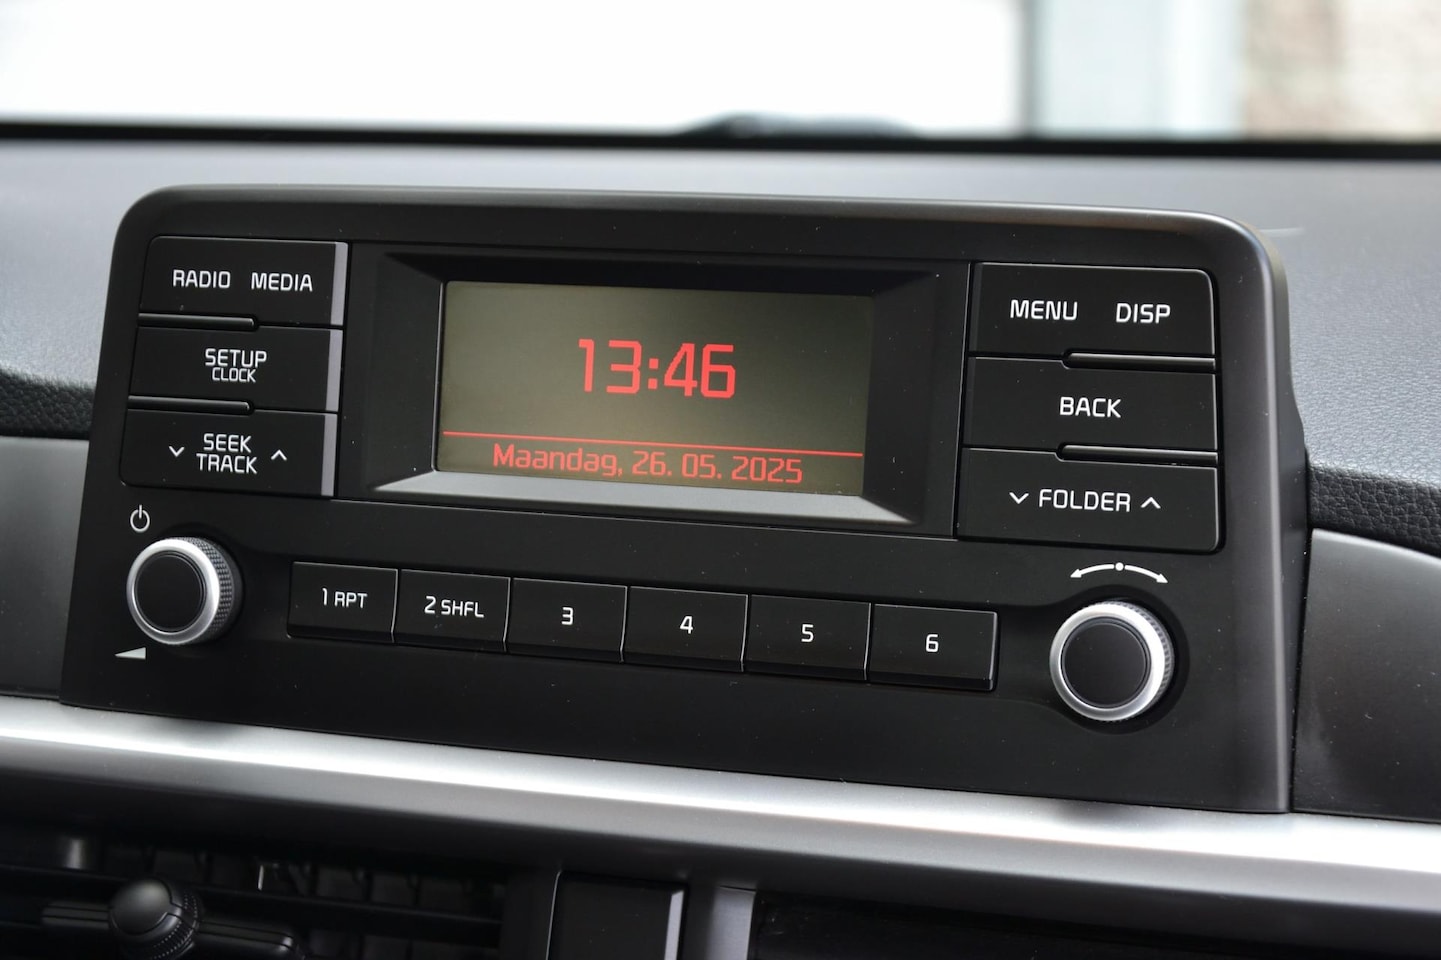 RADIO MEDIA
SETUP
CLOCK
SEEK
TRACK
13:46
Maandag, 26. 05. 2025
MENU DISP
BACK
FOLDER
1 RPT
2 SHFL
3
4
5
6